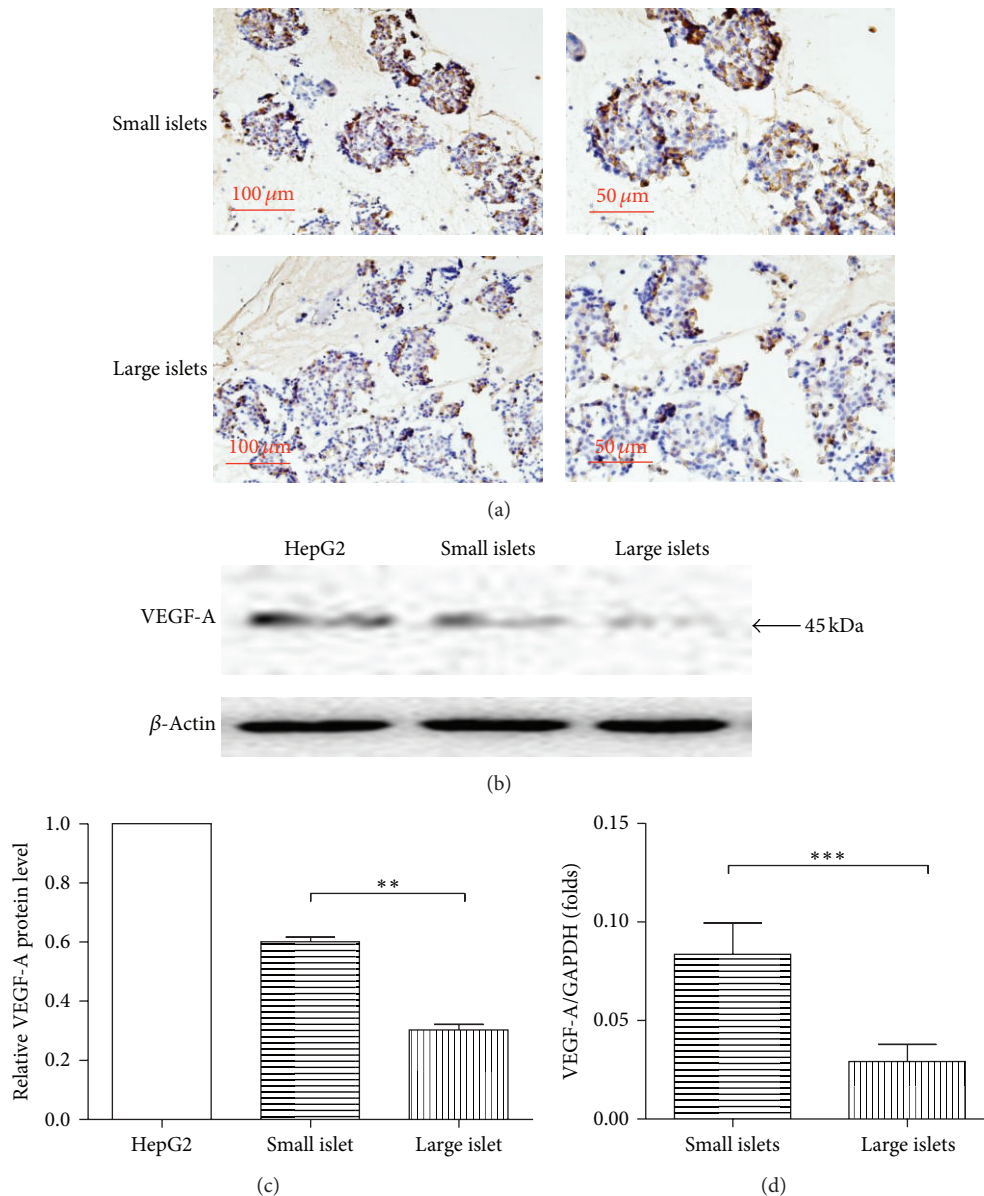 Small islets
100 μm
50 μm
Large islets
100 μm
50 μm
(a)
HepG2 Small islets Large islets
VEGF-A
45 kDa
β-Actin
(b)
Relative VEGF-A protein level
1.0
0.8
0.6
0.4
0.2
0.0
**
HepG2 Small islet Large islet
(c)
VEGF-A/GAPDH (folds)
0.15
0.10
0.05
0.00
***
Small islets Large islets
(d)